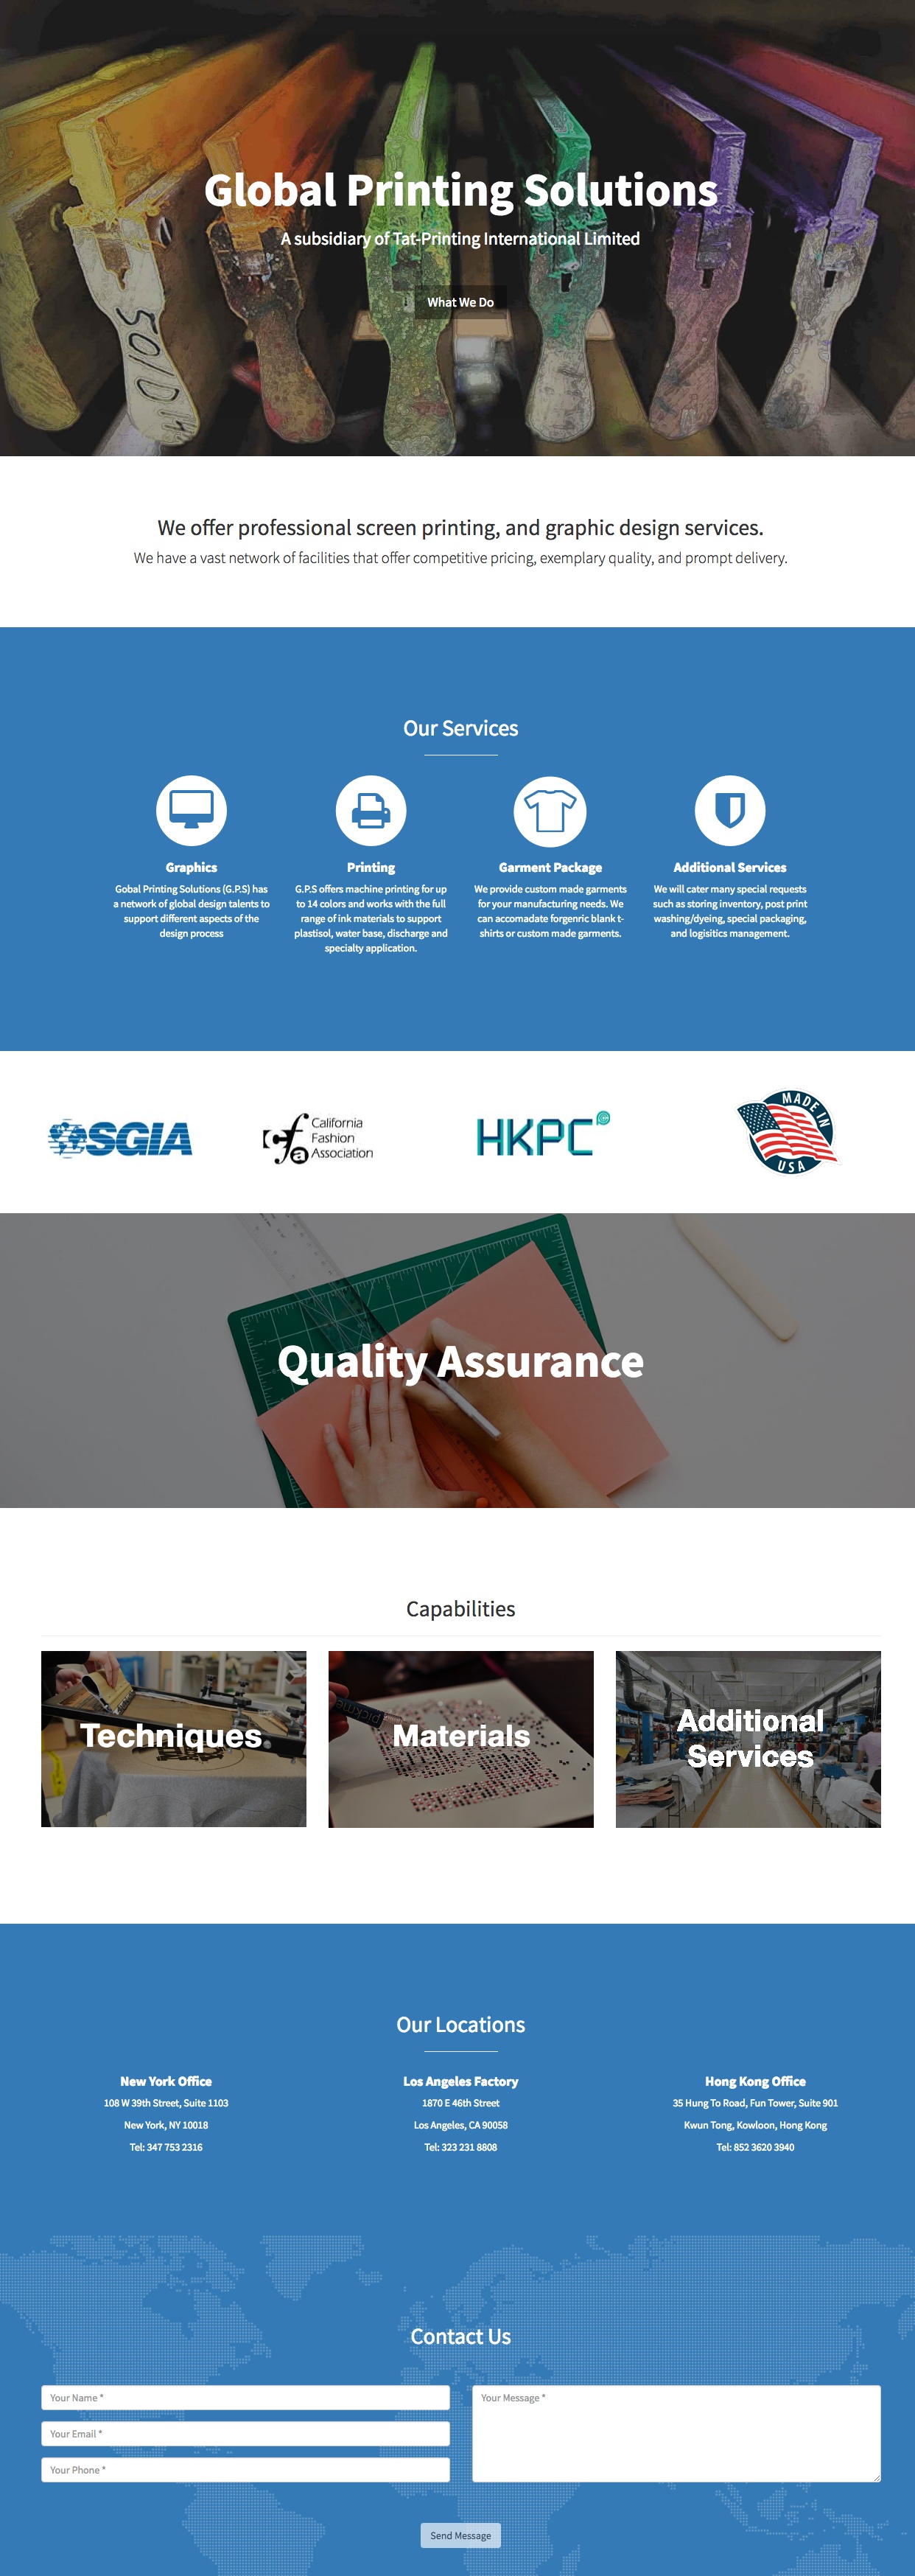 Global Printing Solutions
A subsidiary of Tat-Printing International Limited
What We Do
SOLID
We offer professional screen printing, and graphic design services.
We have a vast network of facilities that offer competitive pricing, exemplary quality, and prompt delivery.
Our Services
Graphics
Gobal Printing Solutions (G.P.S) has
a network of global design talents to
support different aspects of the
design process
Printing
G.P.S offers machine printing for up
to 14 colors and works with the full
range of ink materials to support
plastisol, water base, discharge and
specialty application.
Garment Package
We provide custom made garments
for your manufacturing needs. We
can accomadate forgenric blank t-
shirts or custom made garments.
Additional Services
We will cater many special requests
such as storing inventory, post print
washing/dyeing, special packaging,
and logisitics management.
SGIA
cfa
California
Fashion
Association
HKPC
MADE IN
USA
Quality Assurance
Capabilities
Techniques
pickme
Materials
Additional
Services
Our Locations
New York Office
108 W 39th Street, Suite 1103
New York, NY 10018
Tel: 347 753 2316
Los Angeles Factory
1870 E 46th Street
Los Angeles, CA 90058
Tel: 323 231 8808
Hong Kong Office
35 Hung To Road, Fun Tower, Suite 901
Kwun Tong, Kowloon, Hong Kong
Tel: 852 3620 3940
Contact Us
Your Name *
Your Email *
Your Phone *
Your Message *
Send Message